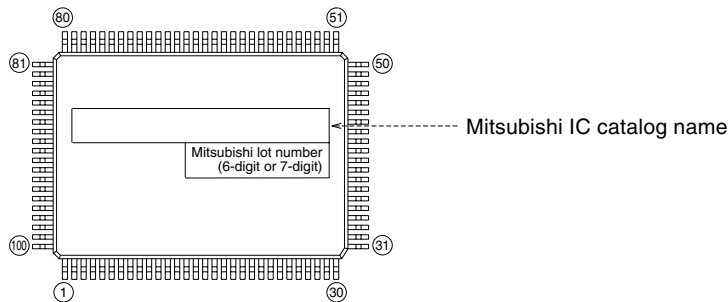 80 51
81 50
Mitsubishi IC catalog name
Mitsubishi lot number
(6-digit or 7-digit)
100 31
1 30